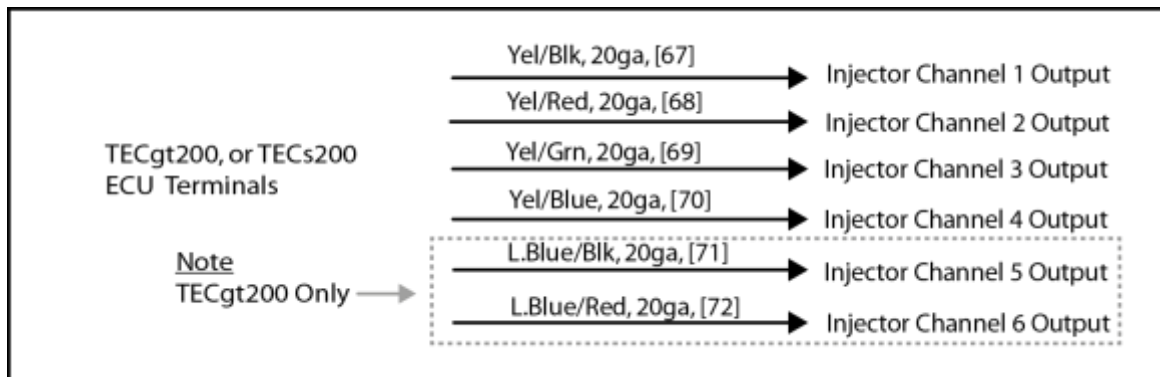 Yel/Blk, 20ga, [67]
Injector Channel 1 Output
Yel/Red, 20ga, [68]
Injector Channel 2 Output
TECgt200, or TECs200
ECU Terminals
Yel/Grn, 20ga, [69]
Injector Channel 3 Output
Yel/Blue, 20ga, [70]
Injector Channel 4 Output
Note
TECgt200 Only
L.Blue/Blk, 20ga, [71]
Injector Channel 5 Output
L.Blue/Red, 20ga, [72]
Injector Channel 6 Output